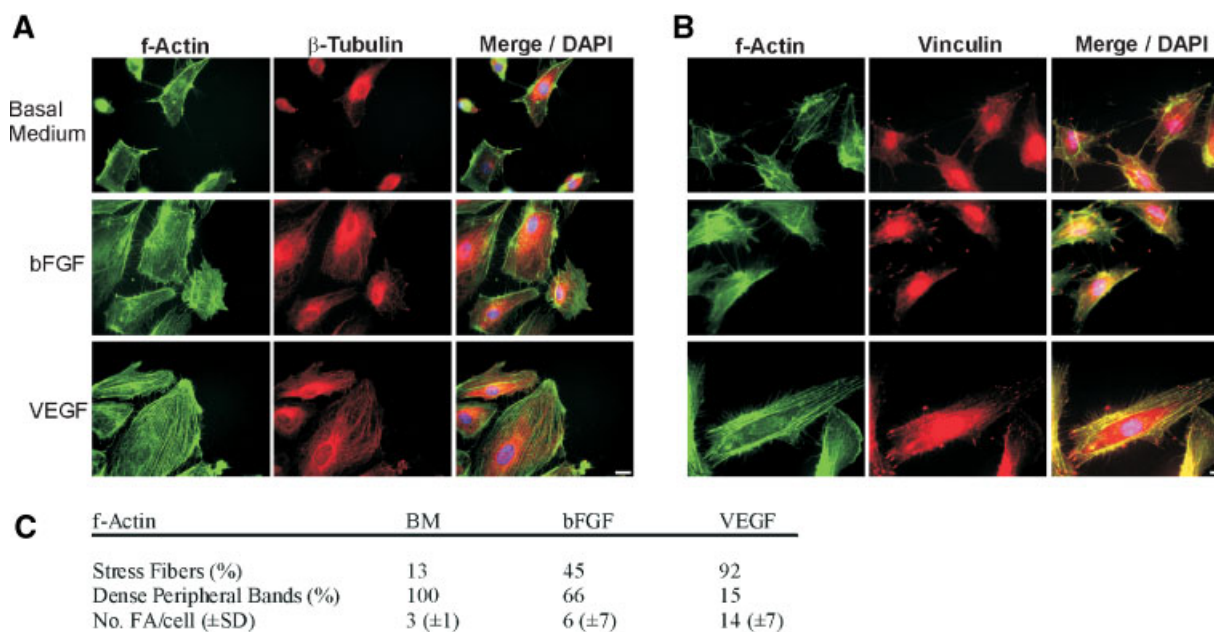 A
f-Actin β-Tubulin Merge / DAPI
B
f-Actin Vinculin Merge / DAPI
Basal
Medium
bFGF
VEGF
C
f-Actin BM bFGF VEGF
Stress Fibers (%) 13 45 92
Dense Peripheral Bands (%) 100 66 15
No. FA/cell (±SD) 3 (±1) 6 (±7) 14 (±7)